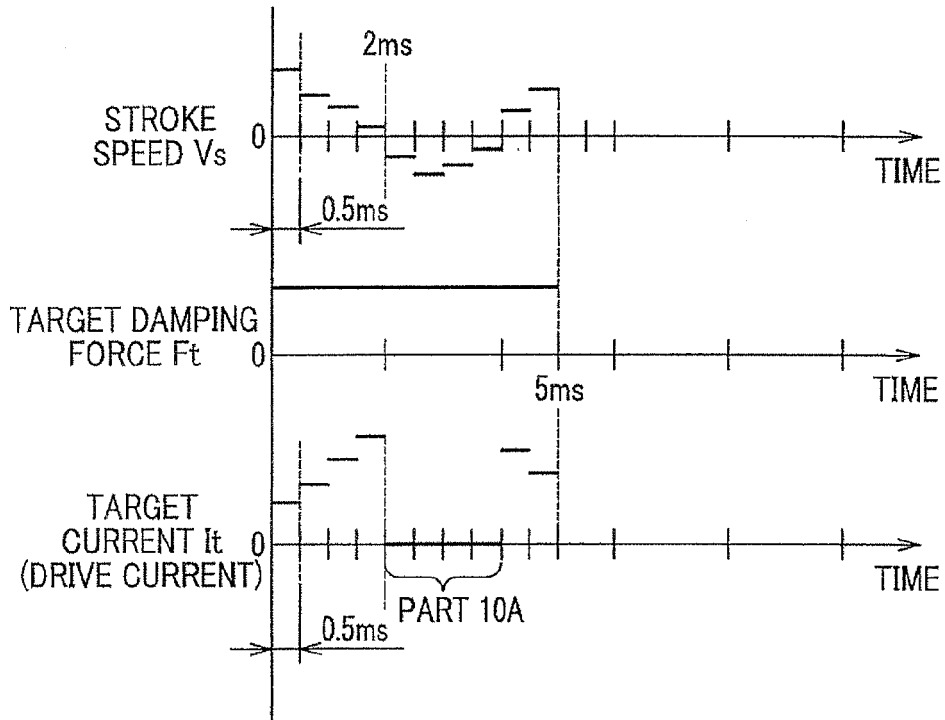 2ms
STROKE
SPEED Vs
0
TIME
0.5ms
TARGET DAMPING
FORCE Ft
0
TIME
5ms
TARGET
CURRENT It
(DRIVE CURRENT)
0
TIME
PART 10A
0.5ms